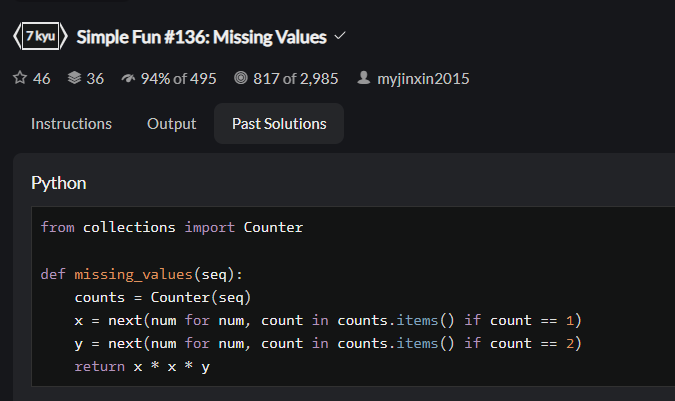 7 kyu Simple Fun #136: Missing Values
46 36 94% of 495 817 of 2,985 myjinxin2015
Instructions Output Past Solutions
Python
from collections import Counter
def missing_values(seq):
    counts = Counter(seq)
    x = next(num for num, count in counts.items() if count == 1)
    y = next(num for num, count in counts.items() if count == 2)
    return x * x * y